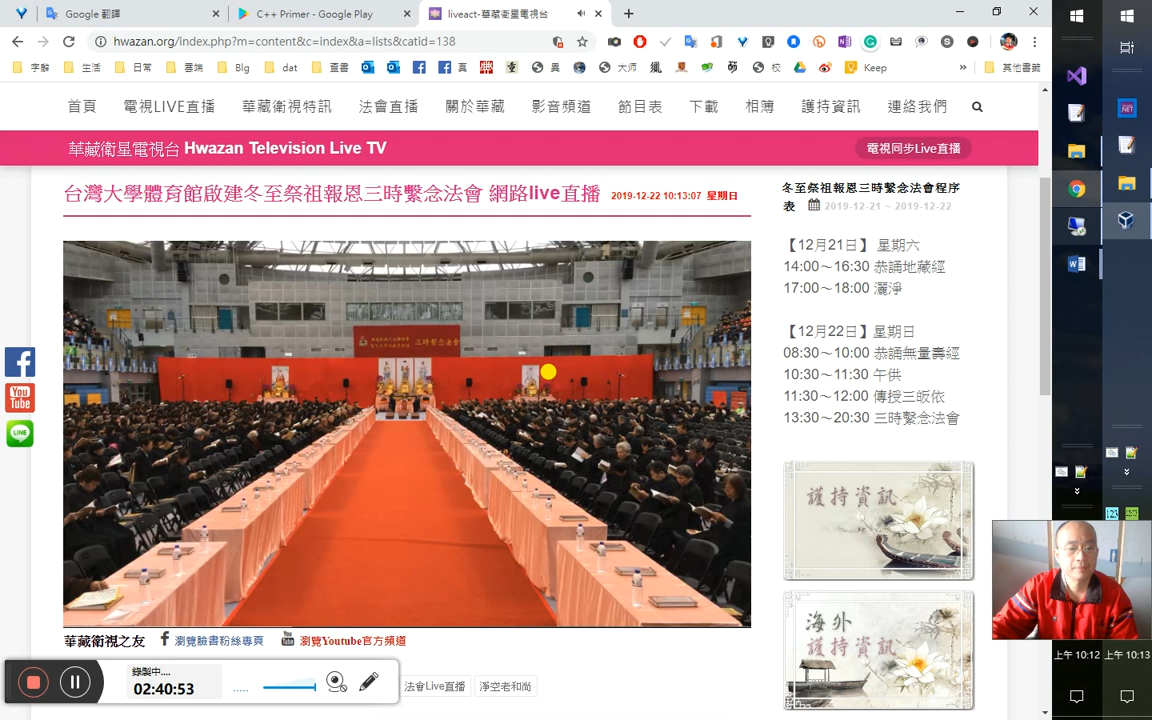 Google 翻譯
C++ Primer - Google Play
liveact-華藏衛星電視台
hwazan.org/index.php?m=content&c=index&a=lists&catid=138
字辭
生活
日常
雲端
Blg
dat
查書
異
真
大师
校
Keep
其他書籤
首頁
電視LIVE直播
華藏衛視特訊
法會直播
關於華藏
影音頻道
節目表
下載
相簿
護持資訊
連絡我們
華藏衛星電視台 Hwazan Television Live TV
電視同步Live直播
台灣大學體育館啟建冬至祭祖報恩三時繫念法會 網路live直播
2019-12-22 10:13:07 星期日
三時繫念法會
冬至祭祖報恩三時繫念法會程序
表 2019-12-21 ~ 2019-12-22
【12月21日】 星期六
14:00～16:30 恭誦地藏經
17:00～18:00 灑淨
【12月22日】星期日
08:30～10:00 恭誦無量壽經
10:30～11:30 午供
11:30～12:00 傳授三皈依
13:30～20:30 三時繫念法會
護持資訊
海外
護持資訊
You
Tube
LINE
華藏衛視之友
瀏覽臉書粉絲專頁
瀏覽Youtube官方頻道
錄製中....
02:40:53
法會Live直播
淨空老和尚
上午 10:12
上午 10:13